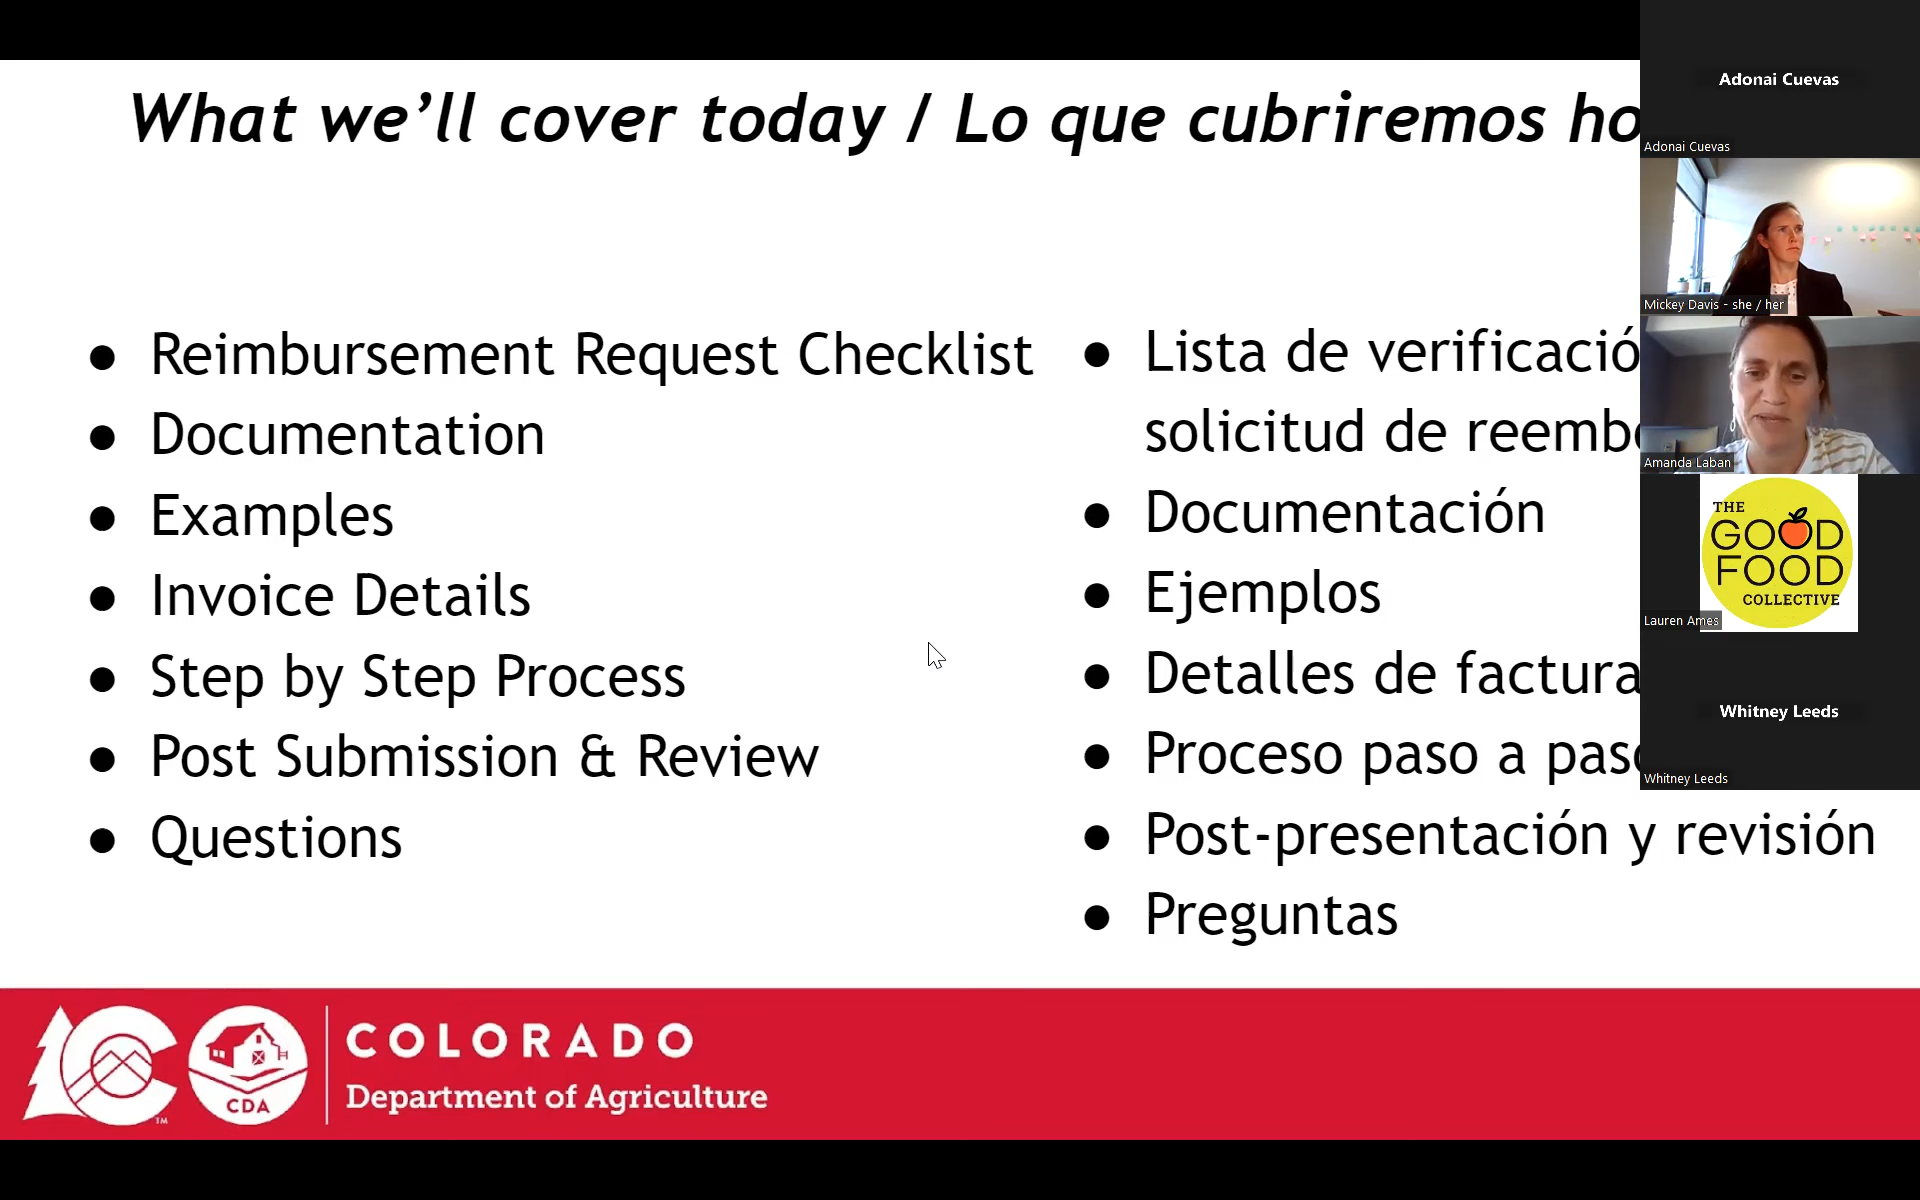 What we’ll cover today / Lo que cubriremos ho
● Reimbursement Request Checklist
● Documentation
● Examples
● Invoice Details
● Step by Step Process
● Post Submission & Review
● Questions
● Lista de verificació
solicitud de reemb
● Documentación
● Ejemplos
● Detalles de factura
● Proceso paso a paso
● Post-presentación y revisión
● Preguntas
Adonai Cuevas
Adonai Cuevas
Mickey Davis - she / her
Amanda Laban
THE
GOOD
FOOD
COLLECTIVE
Lauren Ames
Whitney Leeds
Whitney Leeds
CDA
TM
COLORADO
Department of Agriculture